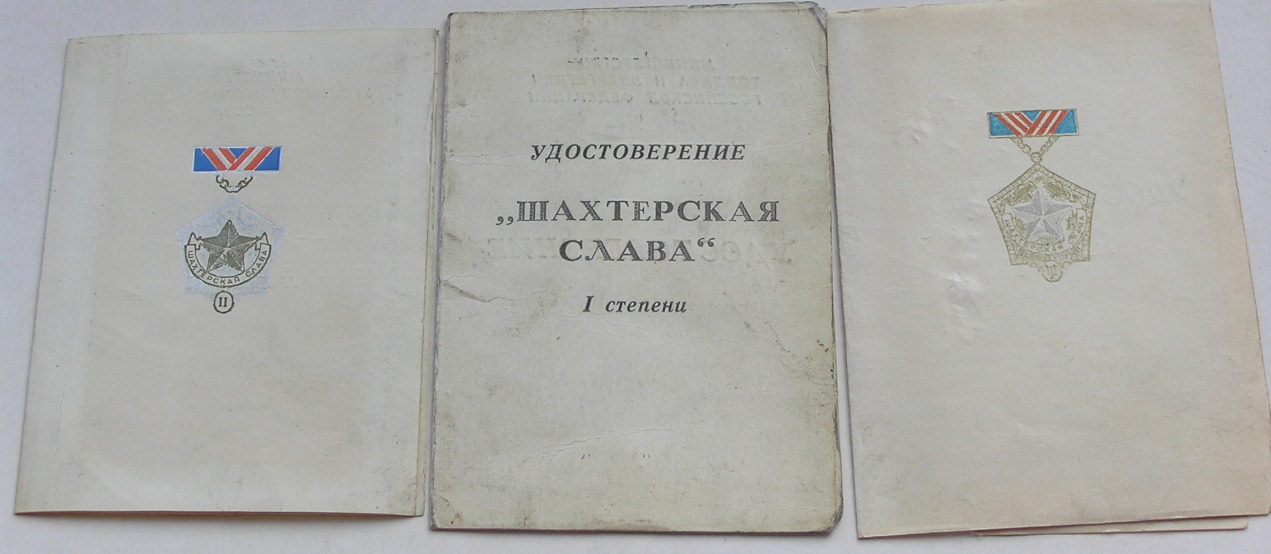 ШАХТЕРСКАЯ СЛАВА
II
УДОСТОВЕРЕНИЕ
„ШАХТЕРСКАЯ
СЛАВА“
I степени